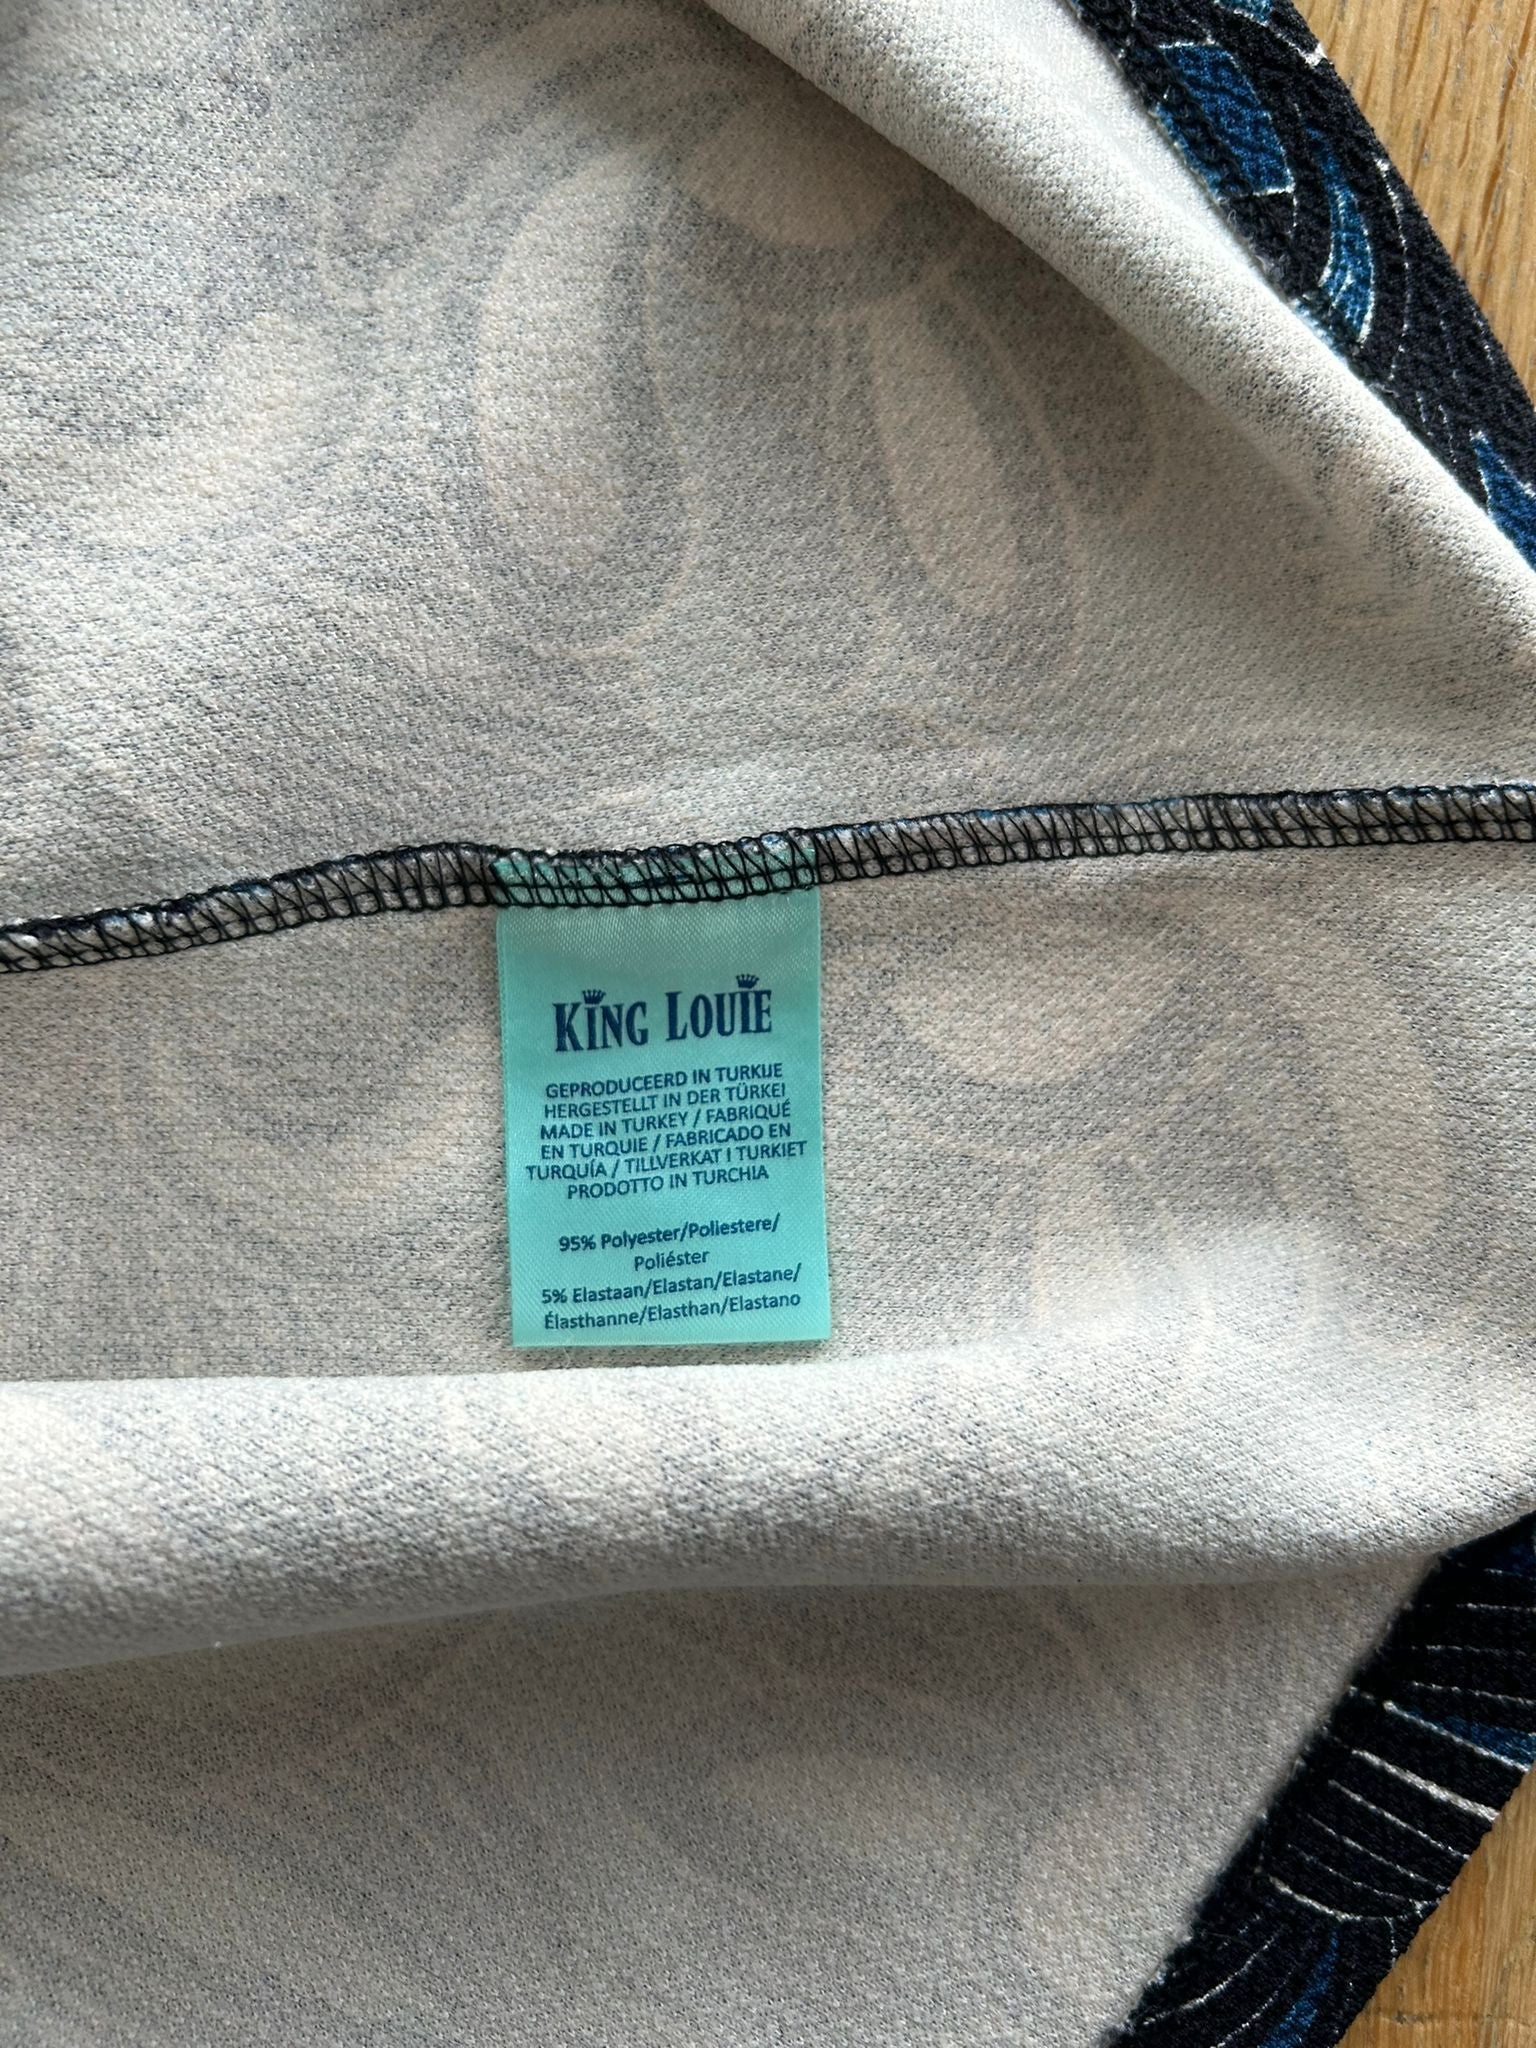 KING LOUIE
GEPRODUCEERD IN TURKIJE
HERGESTELLT IN DER TÜRKEI
MADE IN TURKEY / FABRIQUÉ
EN TURQUIE / FABRICADO EN
TURQUÍA / TILLVERKAT I TURKIET
PRODOTTO IN TURCHIA
95% Polyester/Poliestere/
Poliéster
5% Elastaan/Elastan/Elastane/
Élasthanne/Elasthan/Elastano